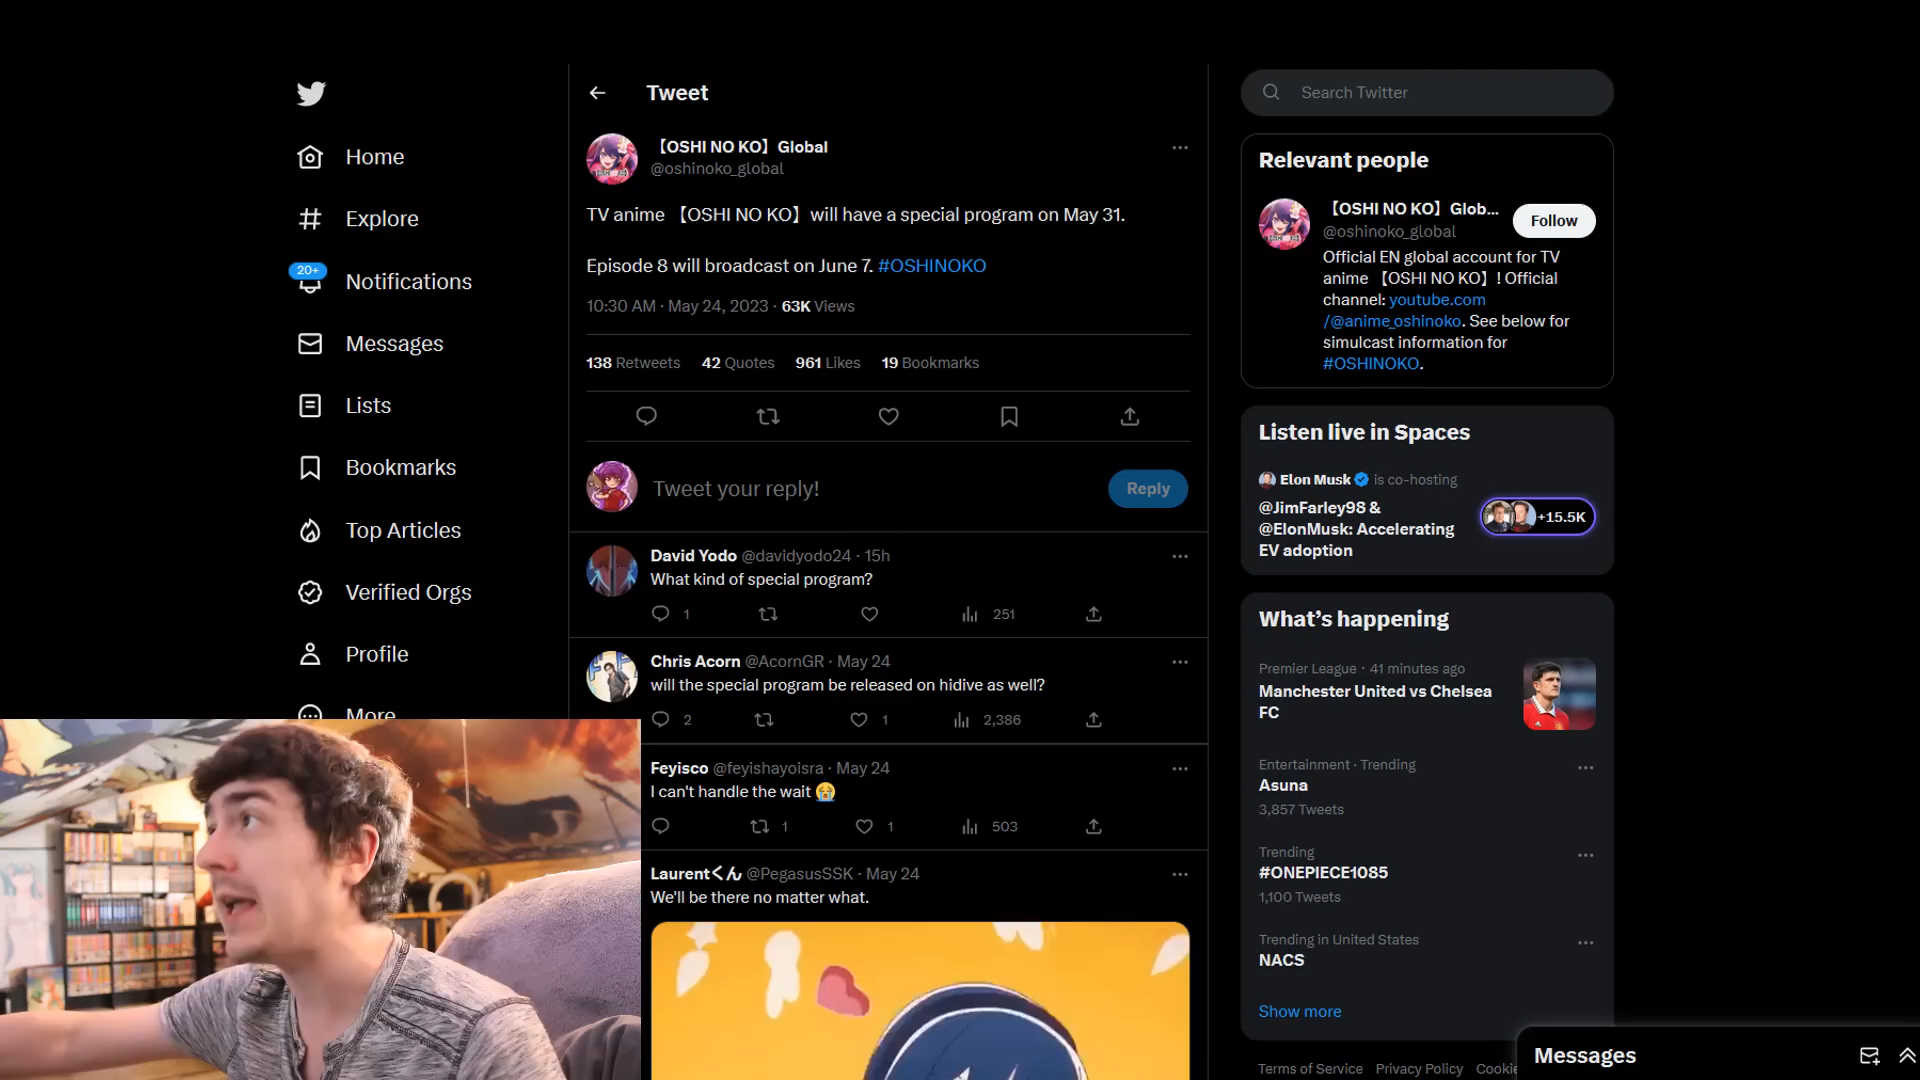 Home
Explore
20+
Notifications
Messages
Lists
Bookmarks
Top Articles
Verified Orgs
Profile
More
Tweet
【OSHI NO KO】Global
@oshinoko_global
TV anime 【OSHI NO KO】will have a special program on May 31.
Episode 8 will broadcast on June 7. #OSHINOKO
10:30 AM · May 24, 2023 · 63K Views
138 Retweets 42 Quotes 961 Likes 19 Bookmarks
Tweet your reply!
Reply
David Yodo @davidyodo24 · 15h
What kind of special program?
1 251
Chris Acorn @AcornGR · May 24
will the special program be released on hidive as well?
2 1 2,386
Feyisco @feyishayoisra · May 24
I can't handle the wait 😭
1 1 503
Laurentくん @PegasusSSK · May 24
We'll be there no matter what.
Search Twitter
Relevant people
【OSHI NO KO】Glob...
@oshinoko_global
Follow
Official EN global account for TV
anime 【OSHI NO KO】! Official
channel: youtube.com
/@anime_oshinoko. See below for
simulcast information for
#OSHINOKO.
Listen live in Spaces
Elon Musk is co-hosting
@JimFarley98 &
@ElonMusk: Accelerating
EV adoption
+15.5K
What's happening
Premier League · 41 minutes ago
Manchester United vs Chelsea
FC
Entertainment · Trending
Asuna
3,857 Tweets
Trending
#ONEPIECE1085
1,100 Tweets
Trending in United States
NACS
Show more
Terms of Service Privacy Policy Cookie
Messages